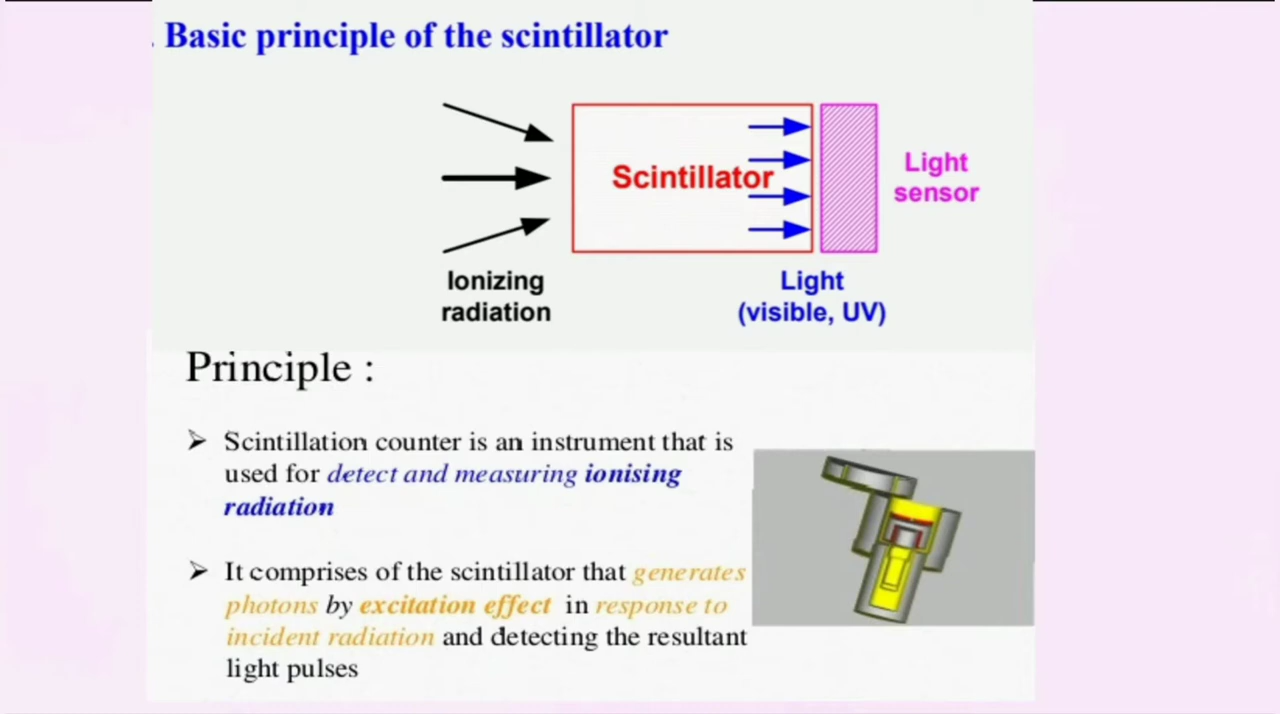 . Basic principle of the scintillator
Scintillator
Light
sensor
Ionizing
radiation
Light
(visible, UV)
Principle :
➢ Scintillation counter is an instrument that is
used for detect and measuring ionising
radiation
➢ It comprises of the scintillator that generates
photons by excitation effect in response to
incident radiation and detecting the resultant
light pulses